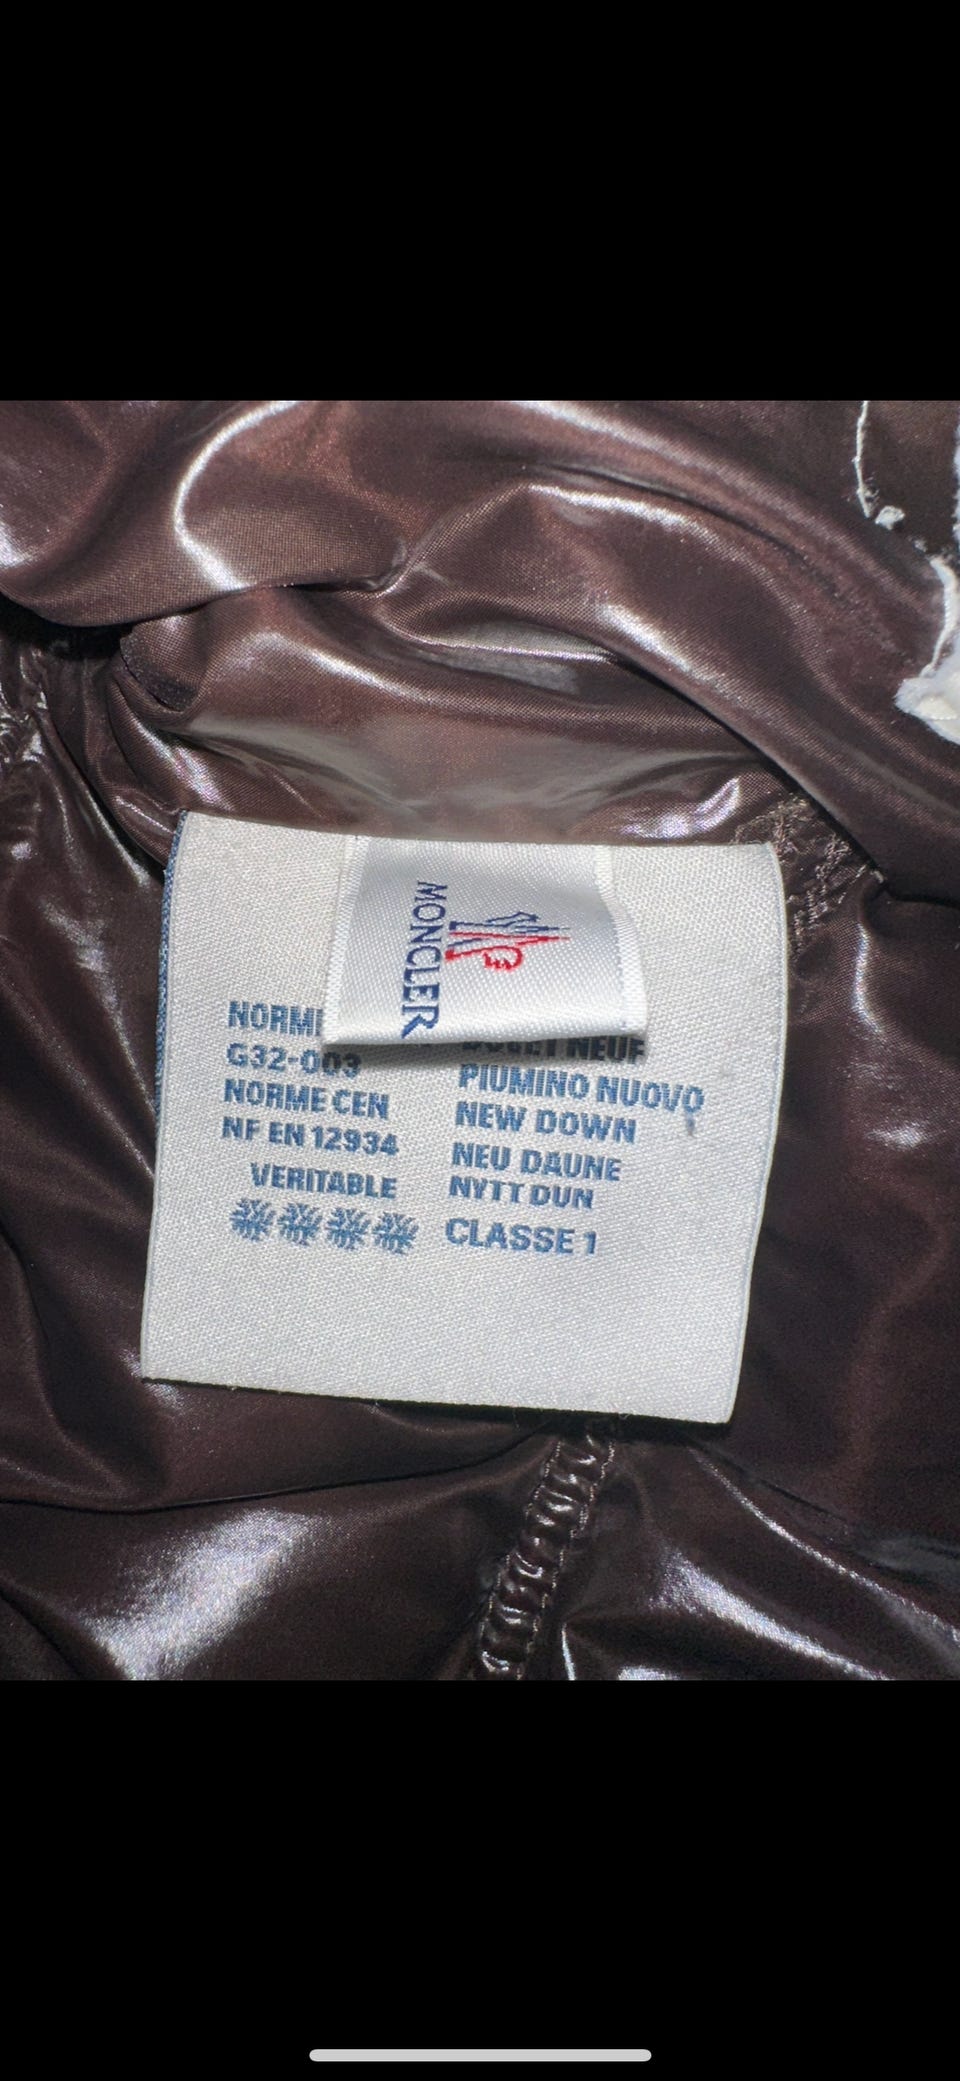 MONCLER
G32-003
NORME CEN
NF EN 12934
VERITABLE
NEUF
PIUMINO NUOVO
NEW DOWN
NEU DAUNE
NYTT DUN
CLASSE 1